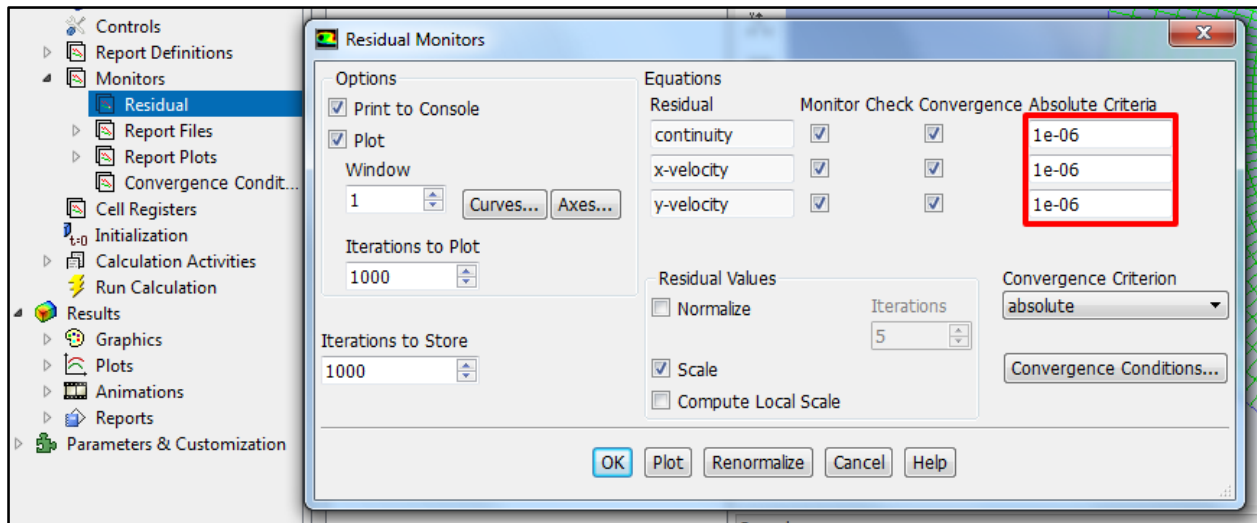 Controls
Report Definitions
Monitors
Residual
Report Files
Report Plots
Convergence Condit...
Cell Registers
t=0 Initialization
Calculation Activities
Run Calculation
Results
Graphics
Plots
Animations
Reports
Parameters & Customization
Residual Monitors
Options
Print to Console
Plot
Window
1 Curves... Axes...
Iterations to Plot
1000
Iterations to Store
1000
Equations
Residual Monitor Check Convergence Absolute Criteria
continuity 1e-06
x-velocity 1e-06
y-velocity 1e-06
Residual Values
Normalize
Iterations
5
Scale
Compute Local Scale
Convergence Criterion
absolute
Convergence Conditions...
OK Plot Renormalize Cancel Help